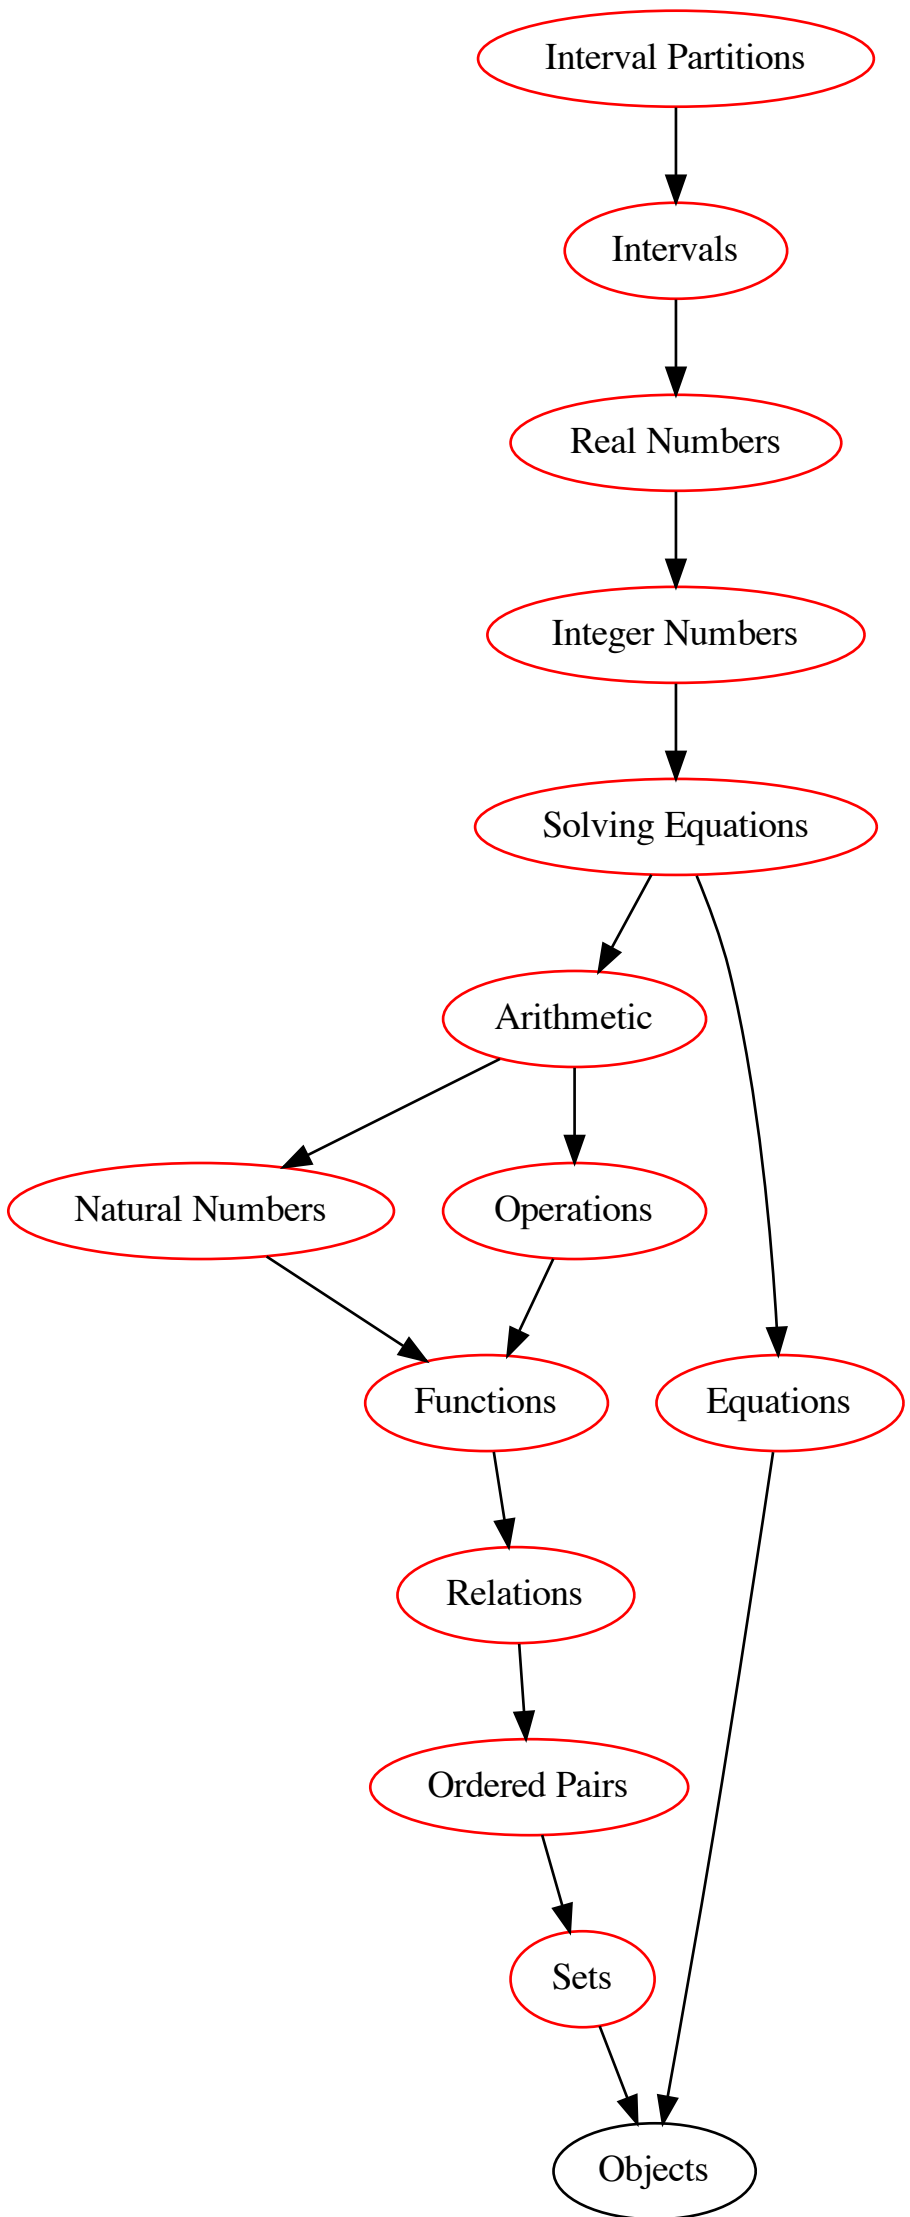 Interval Partitions
Intervals
Real Numbers
Integer Numbers
Solving Equations
Arithmetic
Natural Numbers
Operations
Functions
Equations
Relations
Ordered Pairs
Sets
Objects